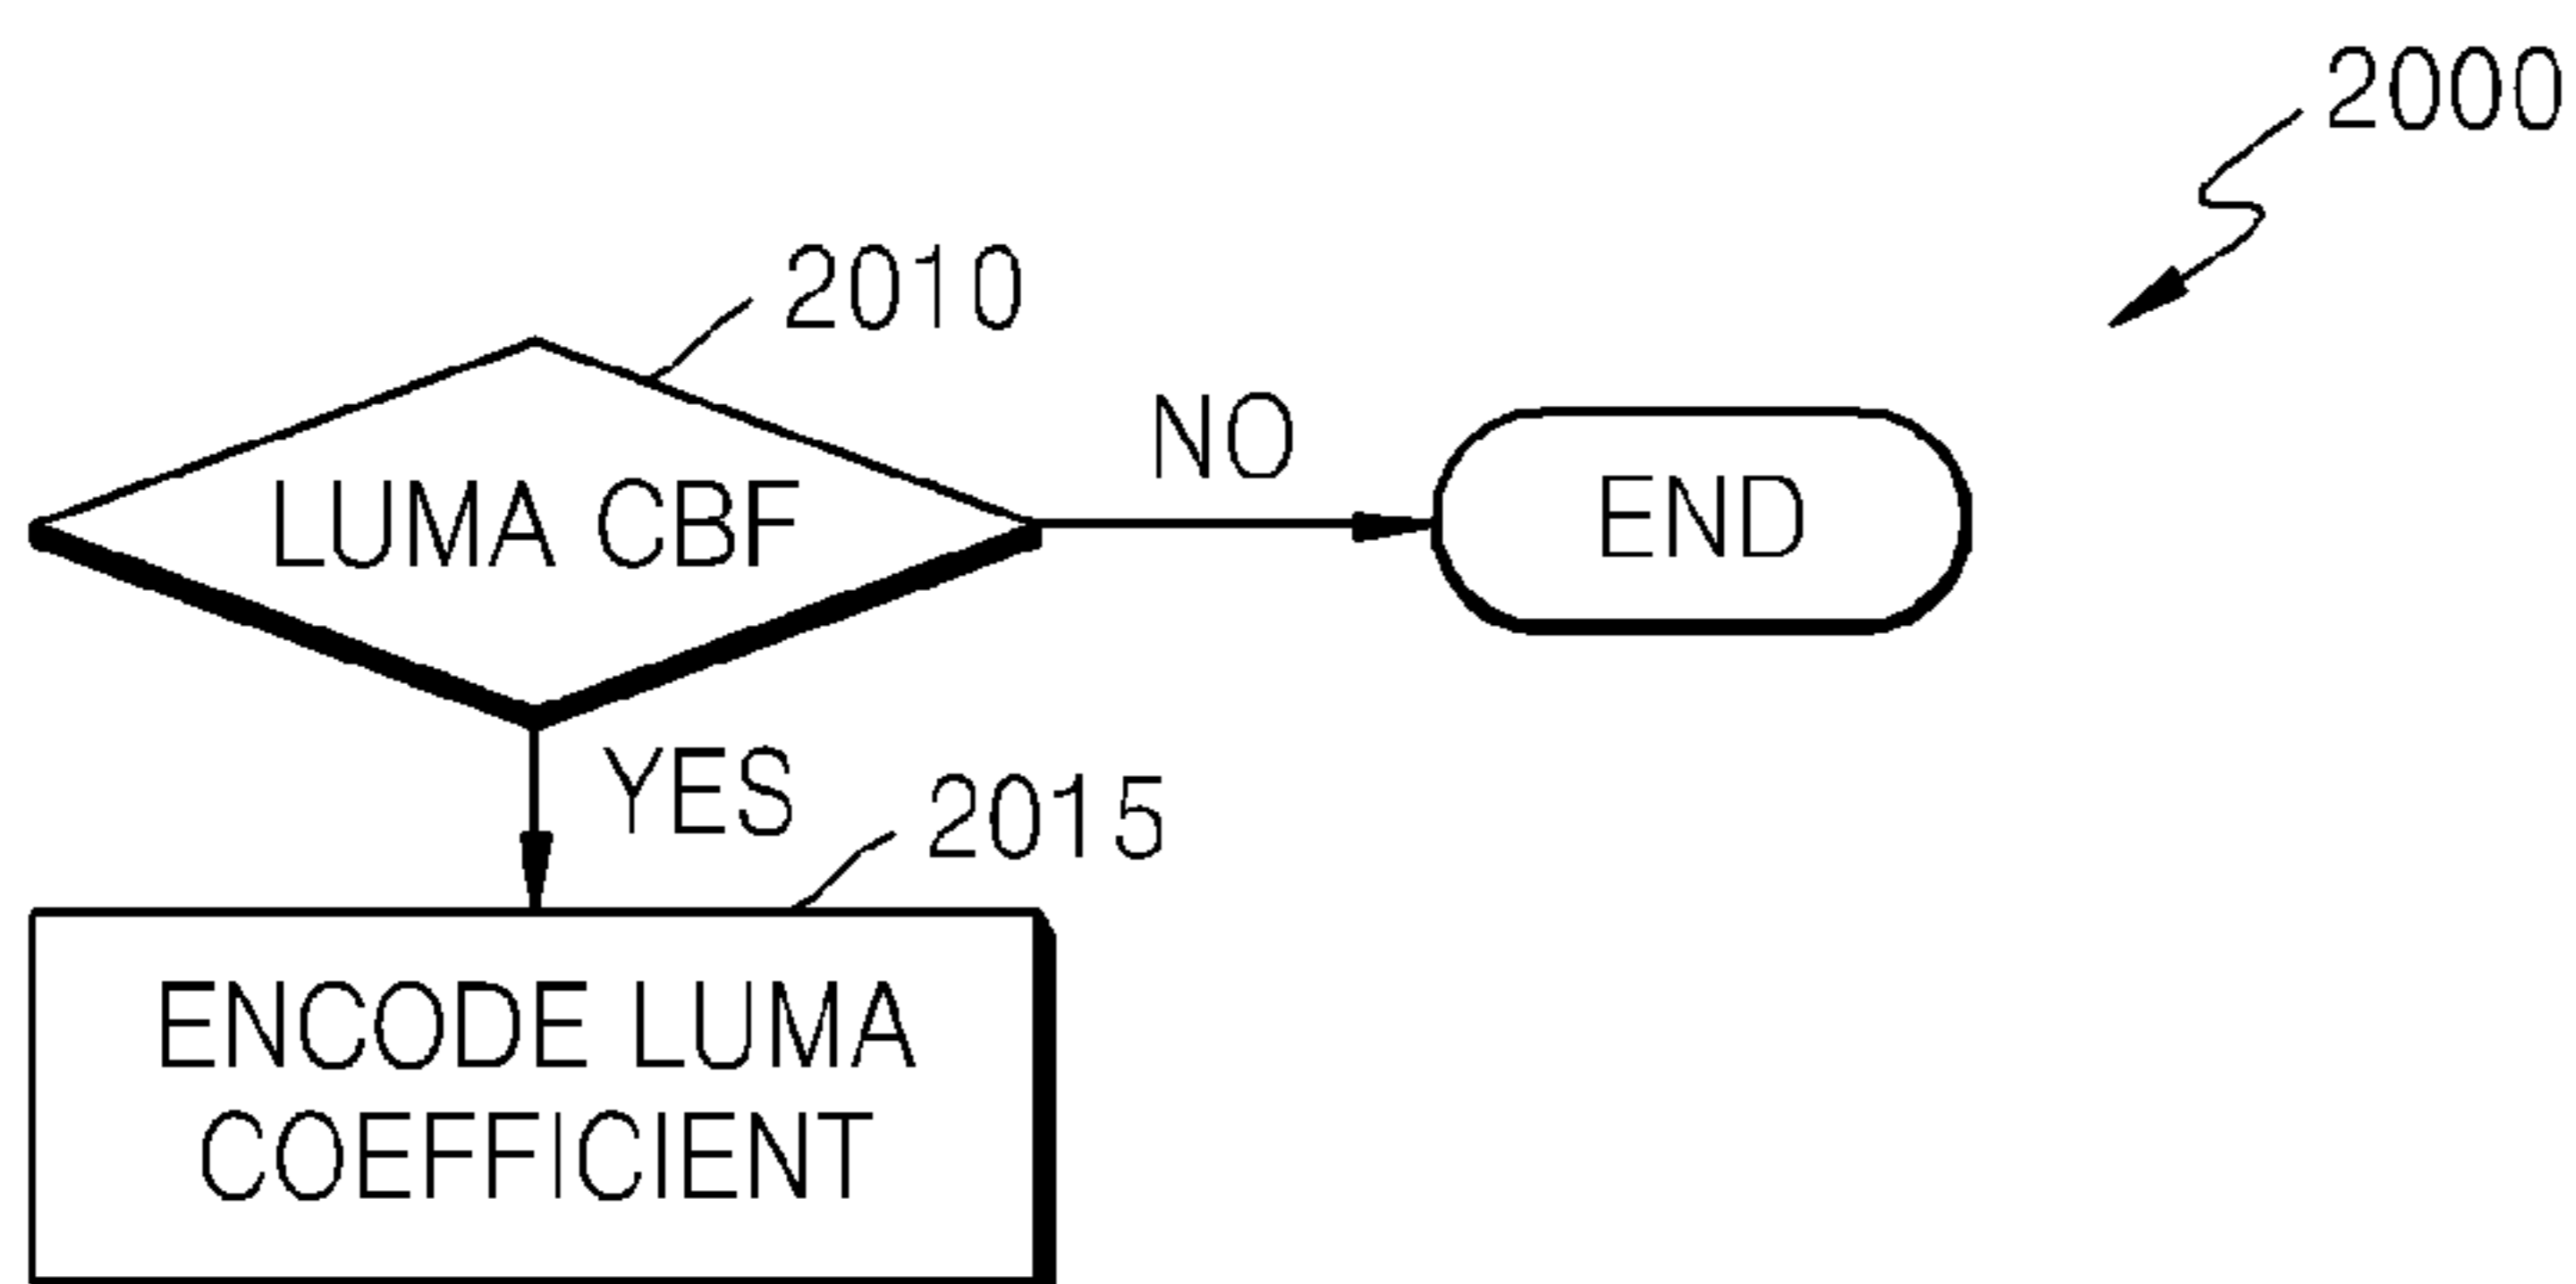 2000
2010
LUMA CBF
NO
END
YES
2015
ENCODE LUMA
COEFFICIENT